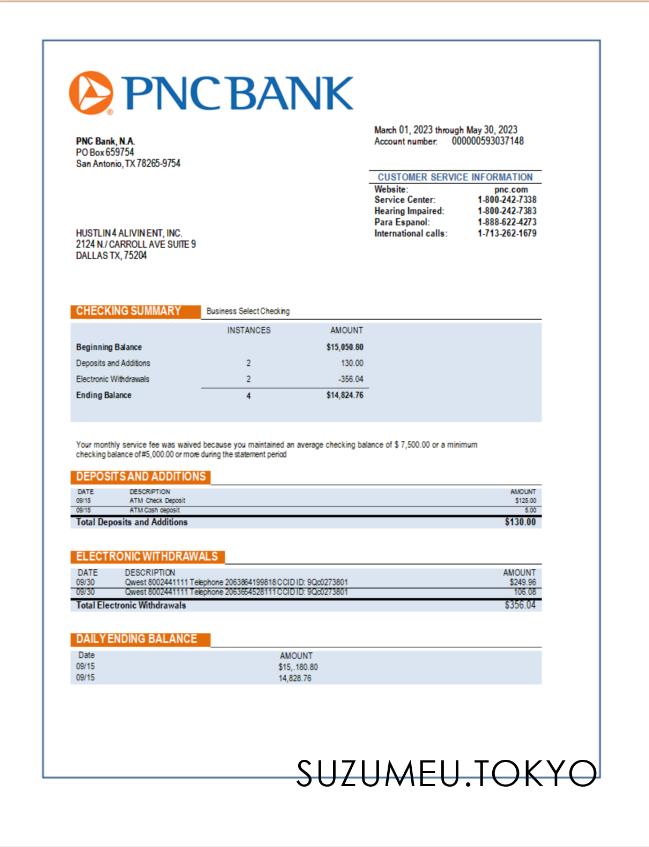 PNC BANK
March 01, 2023 through May 30, 2023
Account number: 000000593037148
PNC Bank, N.A.
PO Box 659754
San Antonio, TX 78265-9754
CUSTOMER SERVICE INFORMATION
Website: pnc.com
Service Center: 1-800-242-7338
Hearing Impaired: 1-800-242-7383
Para Espanol: 1-888-622-4273
International calls: 1-713-262-1679
HUSTLIN 4 ALIVIN ENT, INC.
2124 N./ CARROLL AVE SUITE 9
DALLAS TX, 75204
CHECKING SUMMARY Business Select Checking
INSTANCES AMOUNT
Beginning Balance $15,050.80
Deposits and Additions 2 130.00
Electronic Withdrawals 2 -356.04
Ending Balance 4 $14,824.76
Your monthly service fee was waived because you maintained an average checking balance of $ 7,500.00 or a minimum
checking balance of #5,000.00 or more during the statement period
DEPOSITS AND ADDITIONS
DATE DESCRIPTION AMOUNT
09/15 ATM Check Deposit $125.00
09/15 ATM Cash deposit 5.00
Total Deposits and Additions $130.00
ELECTRONIC WITHDRAWALS
DATE DESCRIPTION AMOUNT
09/30 Qwest 8002441111 Telephone 2063864199818 CCID ID: 9Qc0273801 $249.96
09/30 Qwest 8002441111 Telephone 2063654528111 CCID ID: 9Qc0273801 106.08
Total Electronic Withdrawals $356.04
DAILY ENDING BALANCE
Date AMOUNT
09/15 $15,.180.80
09/15 14,828.76
SUZUMEU.TOKYO